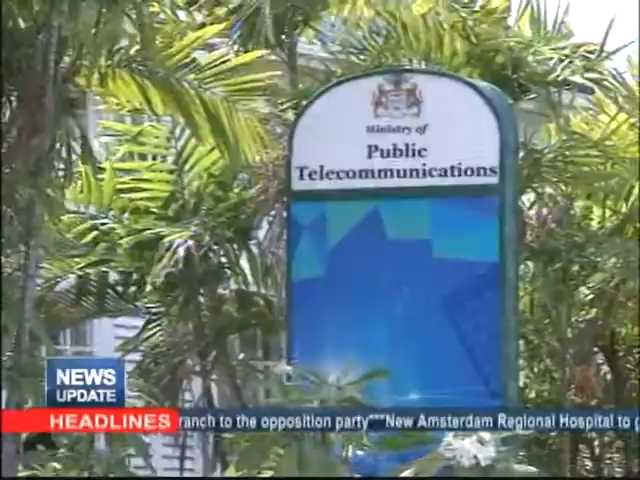 Ministry of
Public
Telecommunications
NEWS
UPDATE
HEADLINES
ranch to the opposition party***New Amsterdam Regional Hospital to